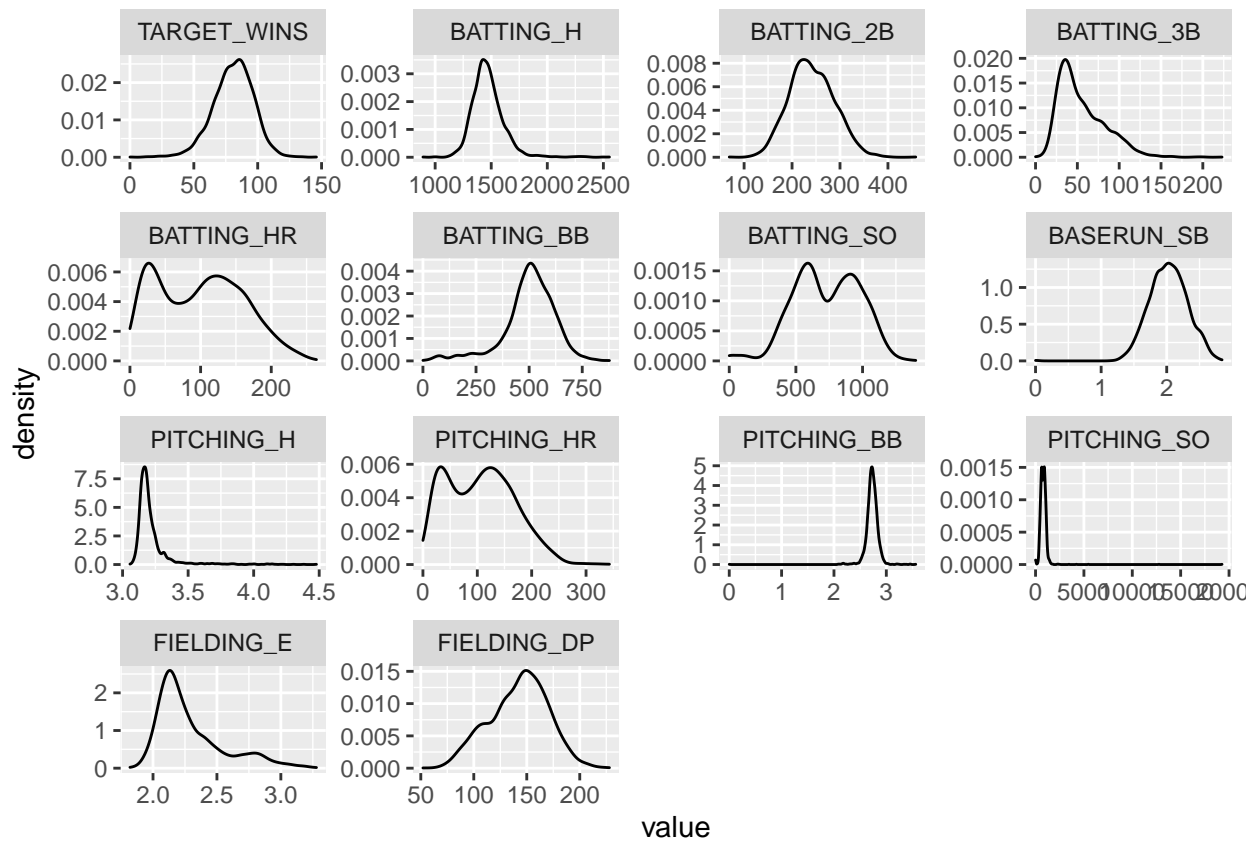 TARGET_WINS BATTING_H BATTING_2B BATTING_3B
0.02 0.003 0.008 0.020
0.006 0.015
0.01 0.002 0.004 0.010
0.001 0.002 0.005
0.00 0.000 0.000 0.000
0 50 100 150 1000 1500 2000 2500 100 200 300 400 0 50 100 150 200
BATTING_HR BATTING_BB BATTING_SO BASERUN_SB
0.006 0.004 0.0015
0.004 0.003 0.0010 1.0
0.002 0.002 0.0005 0.5
0.001
0.000 0.000 0.0000 0.0
0 100 200 0 250 500 750 0 500 1000 0 1 2
density
PITCHING_H PITCHING_HR PITCHING_BB PITCHING_SO
7.5 0.006 5 0.0015
5.0 0.004 4 0.0010
3
2.5 0.002 2 0.0005
1
0.0 0.000 0 0.0000
3.0 3.5 4.0 4.5 0 100 200 300 0 1 2 3 0 5000 10000 15000 2000
FIELDING_E FIELDING_DP
2 0.015
0.010
1 0.005
0 0.000
2.0 2.5 3.0 50 100 150 200
value